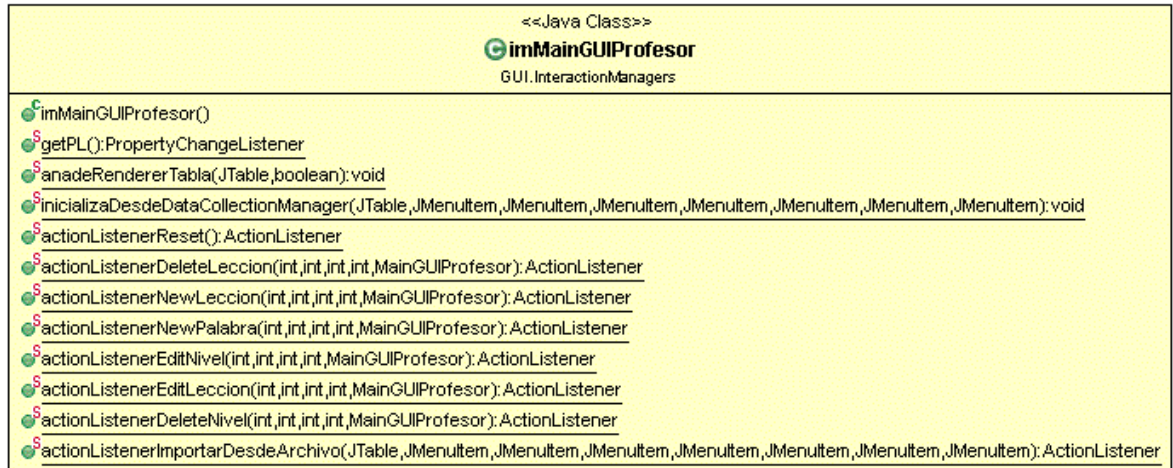 <<Java Class>>
imMainGUIProfesor
GUI.InteractionManagers
imMainGUIProfesor()
getPL():PropertyChangeListener
anadeRendererTabla(JTable,boolean):void
inicializaDesdeDataCollectionManager(JTable,JMenuItem,JMenuItem,JMenuItem,JMenuItem,JMenuItem,JMenuItem,JMenuItem):void
actionListenerReset():ActionListener
actionListenerDeleteLeccion(int,int,int,int,MainGUIProfesor):ActionListener
actionListenerNewLeccion(int,int,int,int,MainGUIProfesor):ActionListener
actionListenerNewPalabra(int,int,int,int,MainGUIProfesor):ActionListener
actionListenerEditNivel(int,int,int,int,MainGUIProfesor):ActionListener
actionListenerEditLeccion(int,int,int,int,MainGUIProfesor):ActionListener
actionListenerDeleteNivel(int,int,int,int,MainGUIProfesor):ActionListener
actionListenerImportarDesdeArchivo(JTable,JMenuItem,JMenuItem,JMenuItem,JMenuItem,JMenuItem,JMenuItem,JMenuItem):ActionListener